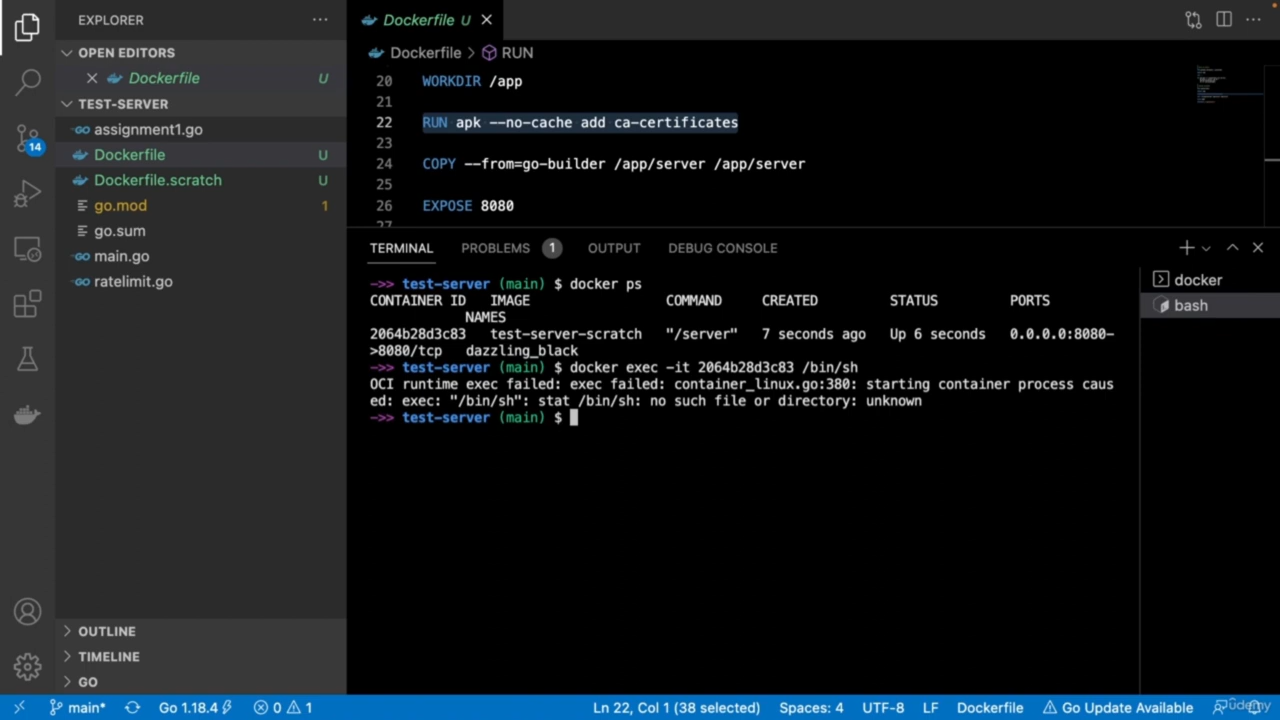 EXPLORER
Dockerfile U
OPEN EDITORS
Dockerfile U
TEST-SERVER
assignment1.go
Dockerfile U
Dockerfile.scratch U
go.mod 1
go.sum
main.go
ratelimit.go
OUTLINE
TIMELINE
GO
14
Dockerfile > RUN
20 WORKDIR /app
21
22 RUN apk --no-cache add ca-certificates
23
24 COPY --from=go-builder /app/server /app/server
25
26 EXPOSE 8080
27
TERMINAL PROBLEMS 1 OUTPUT DEBUG CONSOLE
->> test-server (main) $ docker ps
CONTAINER ID IMAGE COMMAND CREATED STATUS PORTS
NAMES
2064b28d3c83 test-server-scratch "/server" 7 seconds ago Up 6 seconds 0.0.0.0:8080-
>8080/tcp dazzling_black
->> test-server (main) $ docker exec -it 2064b28d3c83 /bin/sh
OCI runtime exec failed: exec failed: container_linux.go:380: starting container process caus
ed: exec: "/bin/sh": stat /bin/sh: no such file or directory: unknown
->> test-server (main) $
docker
bash
main* Go 1.18.4 0 1 Ln 22, Col 1 (38 selected) Spaces: 4 UTF-8 LF Dockerfile Go Update Available
Udemy